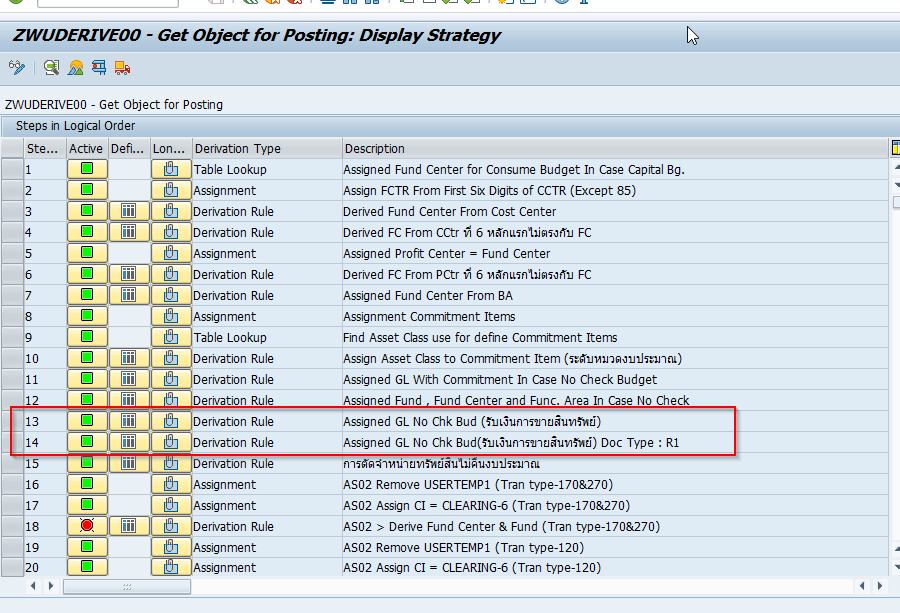 ZWUDERIVE00 - Get Object for Posting: Display Strategy
ZWUDERIVE00 - Get Object for Posting
Steps in Logical Order
Ste... Active Defi... Lon... Derivation Type Description
1 Table Lookup Assigned Fund Center for Consume Budget In Case Capital Bg.
2 Assignment Assign FCTR From First Six Digits of CCTR (Except 85)
3 Derivation Rule Derived Fund Center From Cost Center
4 Derivation Rule Derived FC From CCtr ที่ 6 หลักแรกไม่ตรงกับ FC
5 Assignment Assigned Profit Center = Fund Center
6 Derivation Rule Derived FC From PCtr ที่ 6 หลักแรกไม่ตรงกับ FC
7 Derivation Rule Assigned Fund Center From BA
8 Assignment Assignment Commitment Items
9 Table Lookup Find Asset Class use for define Commitment Items
10 Derivation Rule Assign Asset Class to Commitment Item (ระดับหมวดงบประมาณ)
11 Derivation Rule Assigned GL With Commitment In Case No Check Budget
12 Derivation Rule Assigned Fund , Fund Center and Func. Area In Case No Check
13 Derivation Rule Assigned GL No Chk Bud (รับเงินการขายสินทรัพย์)
14 Derivation Rule Assigned GL No Chk Bud(รับเงินการขายสินทรัพย์) Doc Type : R1
15 Derivation Rule การตัดจำหน่ายทรัพย์สินไม่คืนงบประมาณ
16 Assignment AS02 Remove USERTEMP1 (Tran type-170&270)
17 Assignment AS02 Assign CI = CLEARING-6 (Tran type-170&270)
18 Derivation Rule AS02 > Derive Fund Center & Fund (Tran type-170&270)
19 Assignment AS02 Remove USERTEMP1 (Tran type-120)
20 Assignment AS02 Assign CI = CLEARING-6 (Tran type-120)